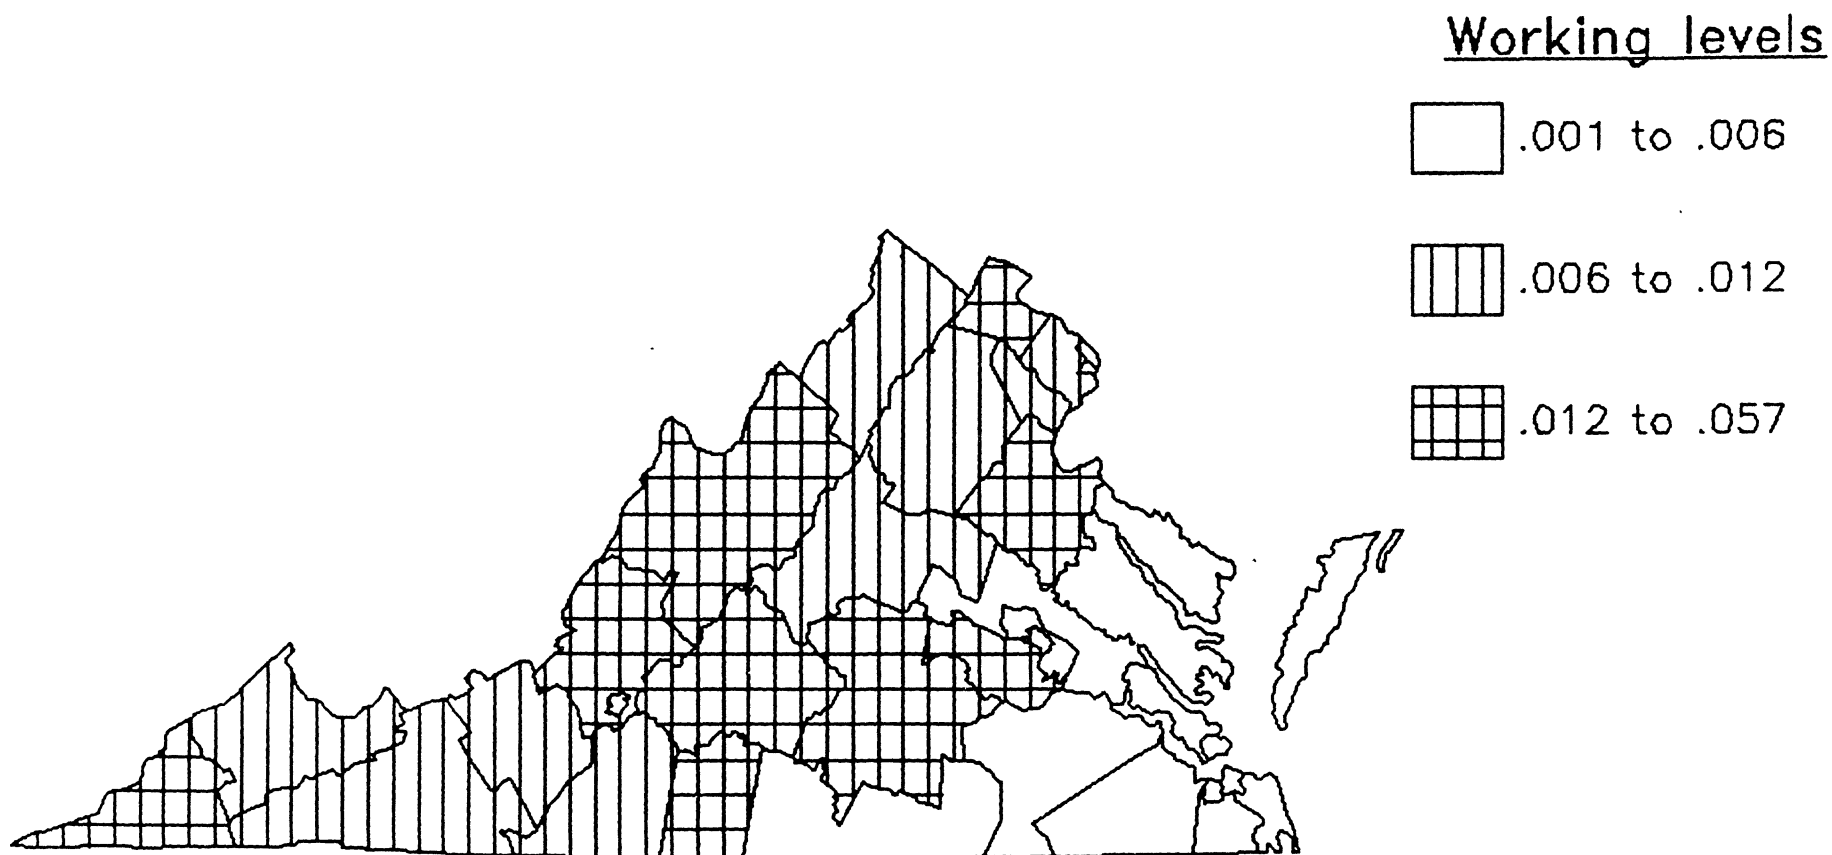 Working levels
.001 to .006
.006 to .012
.012 to .057